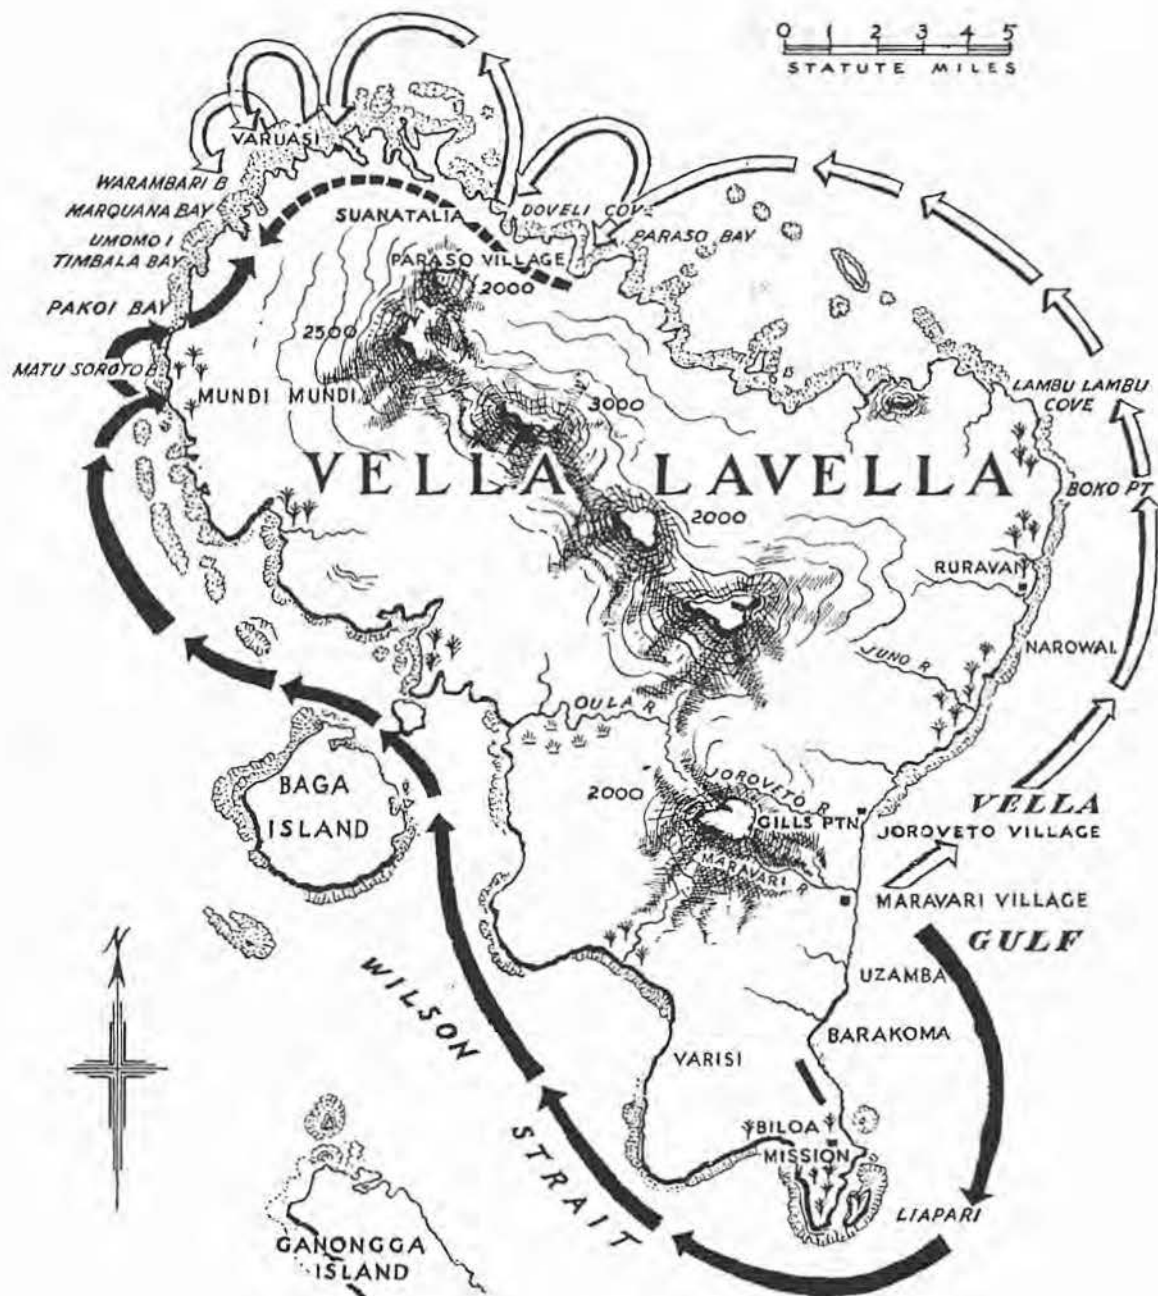 0 1 2 3 4 5
STATUTE MILES
VARUASI
WARAMBARI B
MARQUANA BAY
SUANATALIA
DOVELI COVE
UMOMO I
PARASO BAY
TIMBALA BAY
PARASO VILLAGE
2000
PAKOI BAY
2500
MATU SOROTO B
MUNDI MUNDI
LAMBU LAMBU
COVE
3000
VELLA LAVELLA
BOKO PT
2000
RURAVAN
NAROWAL
JUNO R
OULA R
BAGA
ISLAND
2000
JOROVETO R
VELLA
GILLS PTN
JOROVETO VILLAGE
MARAVARI R
MARAVARI VILLAGE
GULF
N
WILSON
UZAMBA
BARAKOMA
VARISI
STRAIT
BILOA
MISSION
LIAPARI
GANONGGA
ISLAND